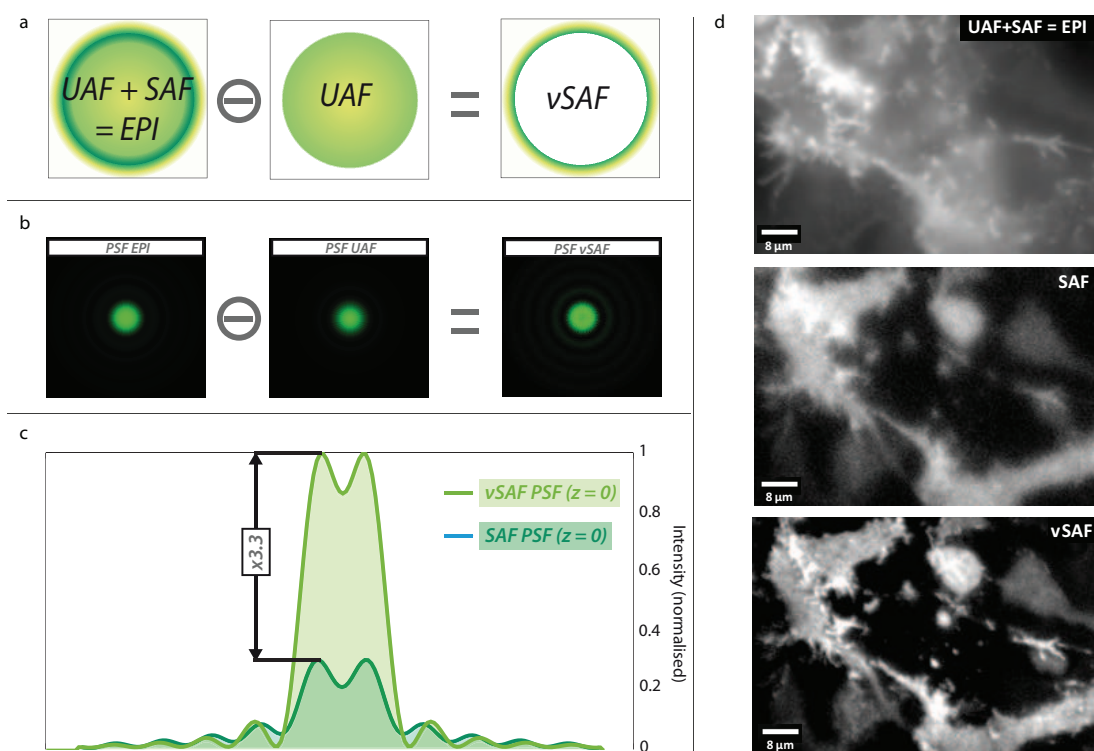 a
UAF + SAF
= EPI
UAF
=
vSAF
b
PSF EPI
PSF UAF
=
PSF vSAF
c
x3.3
vSAF PSF (z = 0)
SAF PSF (z = 0)
1
0.8
0.6
0.4
0.2
0
Intensity (normalised)
d
UAF+SAF = EPI
8 µm
SAF
8 µm
vSAF
8 µm